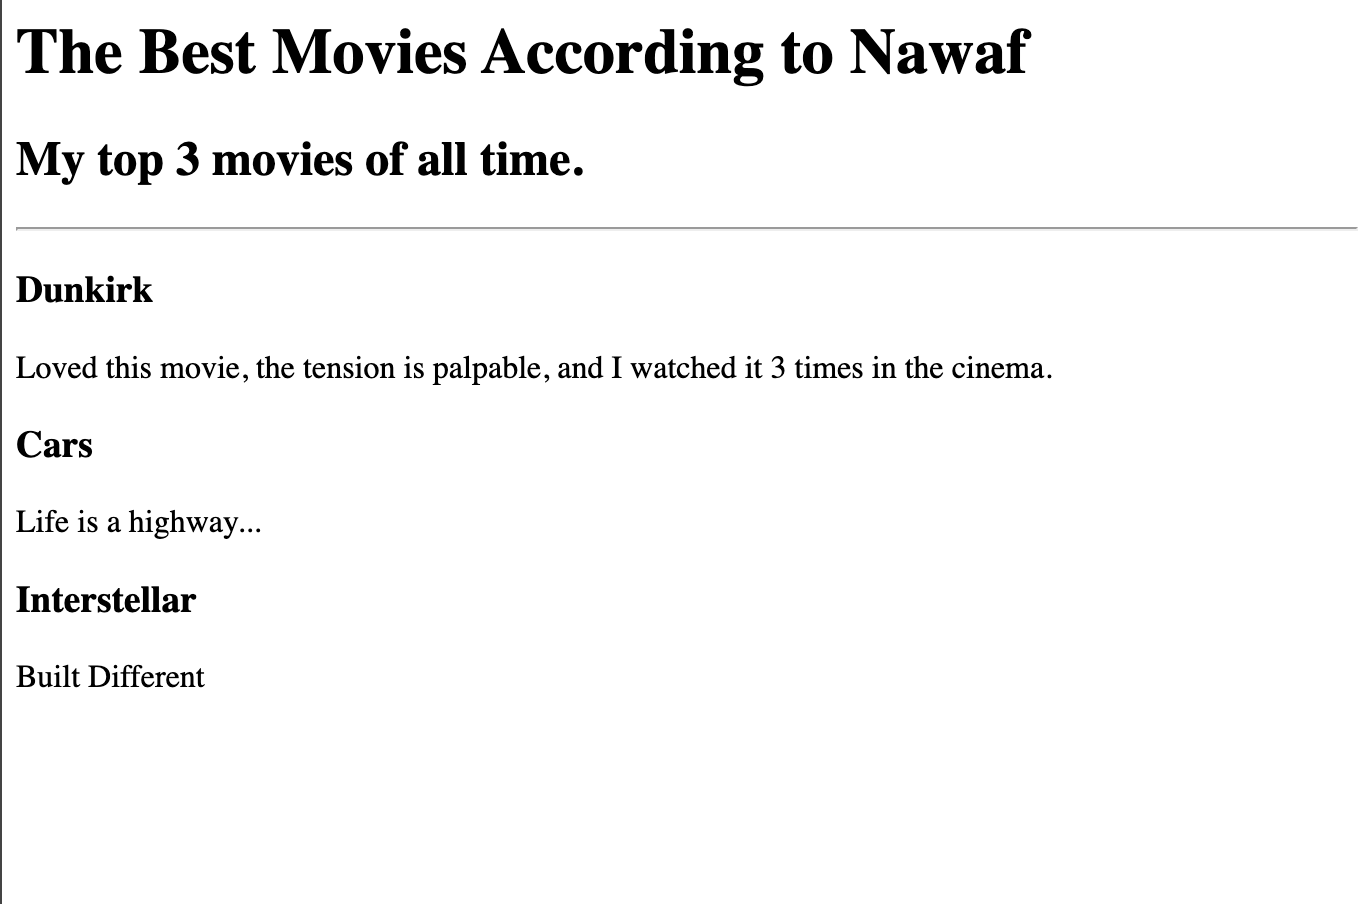 The Best Movies According to Nawaf
My top 3 movies of all time.
Dunkirk
Loved this movie, the tension is palpable, and I watched it 3 times in the cinema.
Cars
Life is a highway...
Interstellar
Built Different